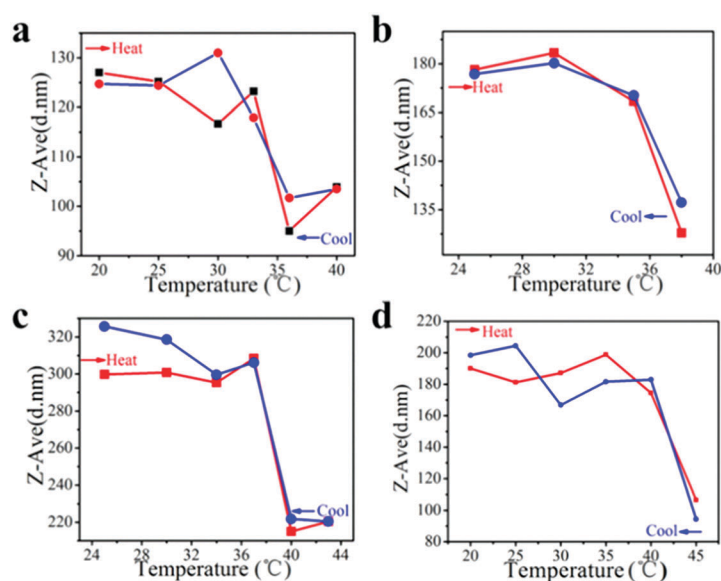 a
Heat
Cool
Z-Ave(d.nm)
130
120
110
100
90
20
25
30
35
40
Temperature (℃)
b
Heat
Cool
Z-Ave(d.nm)
180
165
150
135
24
28
32
36
40
Temperature (℃)
c
Heat
Cool
Z-Ave(d.nm)
320
300
280
260
240
220
24
28
32
36
40
44
Temperature (℃)
d
Heat
Cool
Z-Ave(d.nm)
220
200
180
160
140
120
100
80
20
25
30
35
40
45
Temperature (℃)